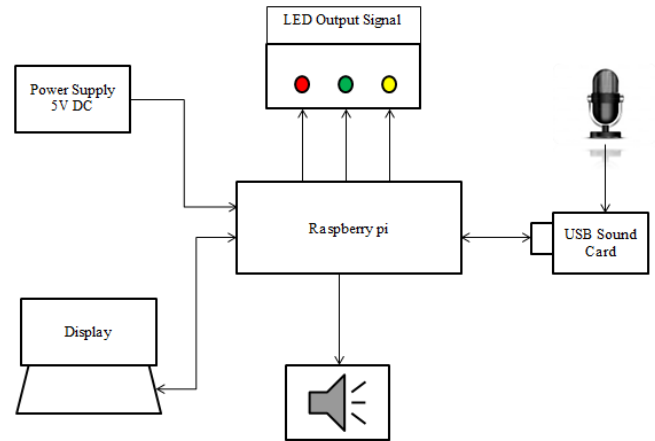 LED Output Signal
Power Supply
5V DC
Raspberry pi
USB Sound
Card
Display